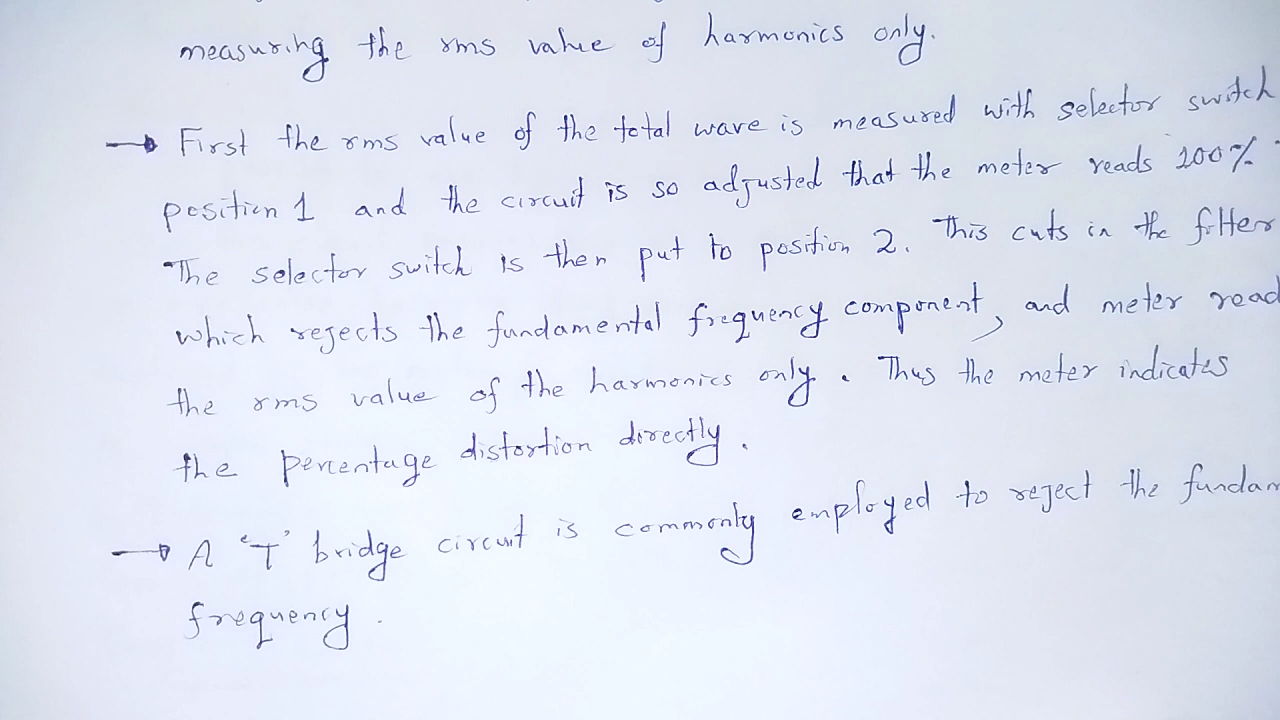 measuring the rms value of harmonics only.
→ First the rms value of the total wave is measured with selector switch
position 1 and the circuit is so adjusted that the meter reads 100%.
The selector switch is then put to position 2. This cuts in the filter
which rejects the fundamental frequency component, and meter read
the rms value of the harmonics only. Thus the meter indicates
the percentage distortion directly.
→ A 'T' bridge circuit is commonly employed to reject the fundam
frequency.